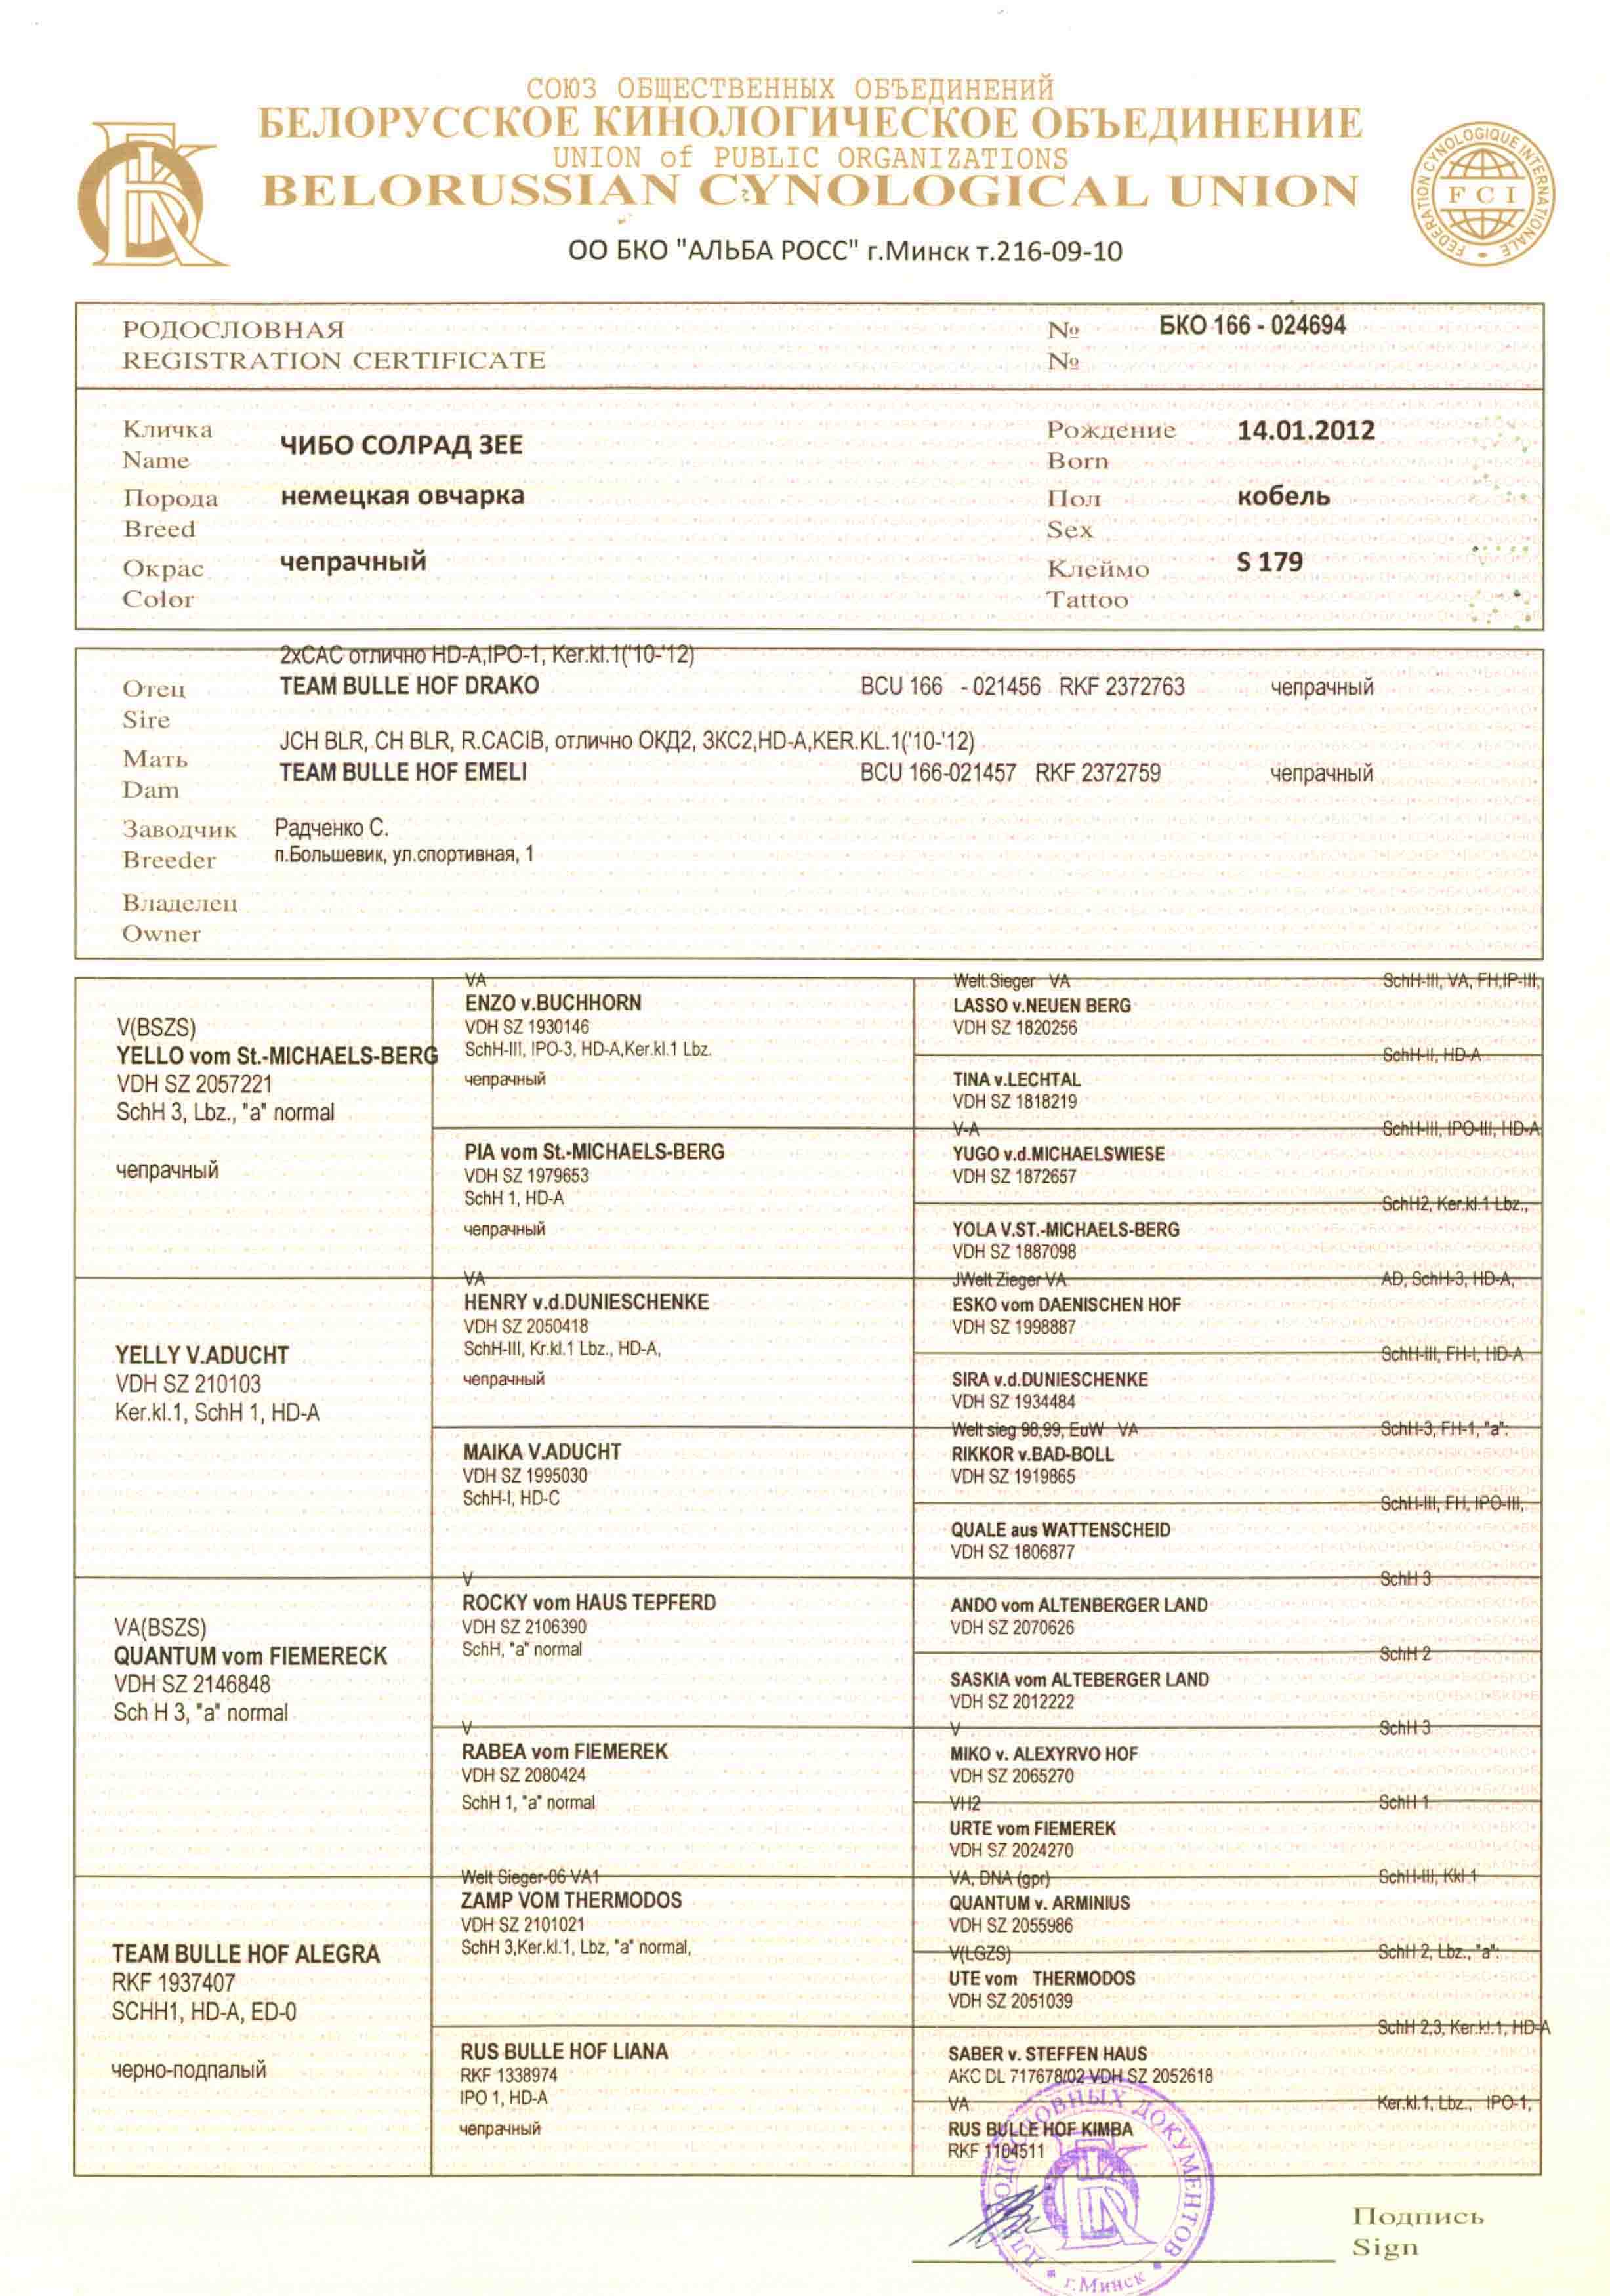 СОЮЗ ОБЩЕСТВЕННЫХ ОБЪЕДИНЕНИЙ
БЕЛОРУССКОЕ КИНОЛОГИЧЕСКОЕ ОБЪЕДИНЕНИЕ
UNION of PUBLIC ORGANIZATIONS
BELORUSSIAN CYNOLOGICAL UNION
FEDERATION CYNOLOGIQUE INTERNATIONALE
FCI
ОО БКО "АЛЬБА РОСС" г.Минск т.216-09-10
РОДОСЛОВНАЯ № БКО 166 - 024694
REGISTRATION CERTIFICATE №
Кличка ЧИБО СОЛРАД ЗЕЕ Рождение 14.01.2012
Name Born
Порода немецкая овчарка Пол кобель
Breed Sex
Окрас чепрачный Клеймо S 179
Color Tattoo
2xCAC отлично HD-A,IPO-1, Ker.kl.1('10-'12)
Отец TEAM BULLE HOF DRAKO BCU 166 - 021456 RKF 2372763 чепрачный
Sire
JCH BLR, CH BLR, R.CACIB, отлично ОКД2, ЗКС2,HD-A,KER.KL.1('10-'12)
Мать TEAM BULLE HOF EMELI BCU 166-021457 RKF 2372759 чепрачный
Dam
Заводчик Радченко С.
Breeder п.Большевик, ул.спортивная, 1
Владелец
Owner
V(BSZS)
YELLO vom St.-MICHAELS-BERG
VDH SZ 2057221
SchH 3, Lbz., "a" normal
чепрачный
VA
ENZO v.BUCHHORN
VDH SZ 1930146
SchH-III, IPO-3, HD-A,Ker.kl.1 Lbz.
чепрачный
Welt.Sieger VA SchH-III, VA, FH,IP-III,
LASSO v.NEUEN BERG
VDH SZ 1820256
SchH-II, HD-A
TINA v.LECHTAL
VDH SZ 1818219
PIA vom St.-MICHAELS-BERG
VDH SZ 1979653
SchH 1, HD-A
чепрачный
V-A SchH-III, IPO-III, HD-A
YUGO v.d.MICHAELSWIESE
VDH SZ 1872657
SchH2, Ker.kl.1 Lbz.,
YOLA V.ST.-MICHAELS-BERG
VDH SZ 1887098
YELLY V.ADUCHT
VDH SZ 210103
Ker.kl.1, SchH 1, HD-A
VA
HENRY v.d.DUNIESCHENKE
VDH SZ 2050418
SchH-III, Kr.kl.1 Lbz., HD-A,
чепрачный
JWelt Zieger VA AD, SchH-3, HD-A,
ESKO vom DAENISCHEN HOF
VDH SZ 1998887
SchH-III, FH-I, HD-A
SIRA v.d.DUNIESCHENKE
VDH SZ 1934484
MAIKA V.ADUCHT
VDH SZ 1995030
SchH-I, HD-C
Welt sieg 98,99, EuW VA SchH-3, FH-1, "a":
RIKKOR v.BAD-BOLL
VDH SZ 1919865
SchH-III, FH, IPO-III,
QUALE aus WATTENSCHEID
VDH SZ 1806877
VA(BSZS)
QUANTUM vom FIEMERECK
VDH SZ 2146848
Sch H 3, "a" normal
V
ROCKY vom HAUS TEPFERD
VDH SZ 2106390
SchH, "a" normal
SchH 3
ANDO vom ALTENBERGER LAND
VDH SZ 2070626
SchH 2
SASKIA vom ALTEBERGER LAND
VDH SZ 2012222
V
RABEA vom FIEMEREK
VDH SZ 2080424
SchH 1, "a" normal
V SchH 3
MIKO v. ALEXYRVO HOF
VDH SZ 2065270
VH2 SchH 1
URTE vom FIEMEREK
VDH SZ 2024270
TEAM BULLE HOF ALEGRA
RKF 1937407
SCHH1, HD-A, ED-0
черно-подпалый
Welt Sieger-06 VA1
ZAMP VOM THERMODOS
VDH SZ 2101021
SchH 3,Ker.kl.1, Lbz, "a" normal,
VA, DNA (gpr) SchH-III, Kkl 1
QUANTUM v. ARMINIUS
VDH SZ 2055986
V(LGZS) SchH 2, Lbz., "a":
UTE vom THERMODOS
VDH SZ 2051039
RUS BULLE HOF LIANA
RKF 1338974
IPO 1, HD-A
чепрачный
SchH 2,3, Ker.kl.1, HD-A
SABER v. STEFFEN HAUS
AKC DL 717678/02 VDH SZ 2052618
VA Ker.kl.1, Lbz., IPO-1,
RUS BULLE HOF KIMBA
RKF 1104511
ДЛЯ РОДОСЛОВНЫХ ДОКУМЕНТОВ
г.Минск
Подпись
Sign